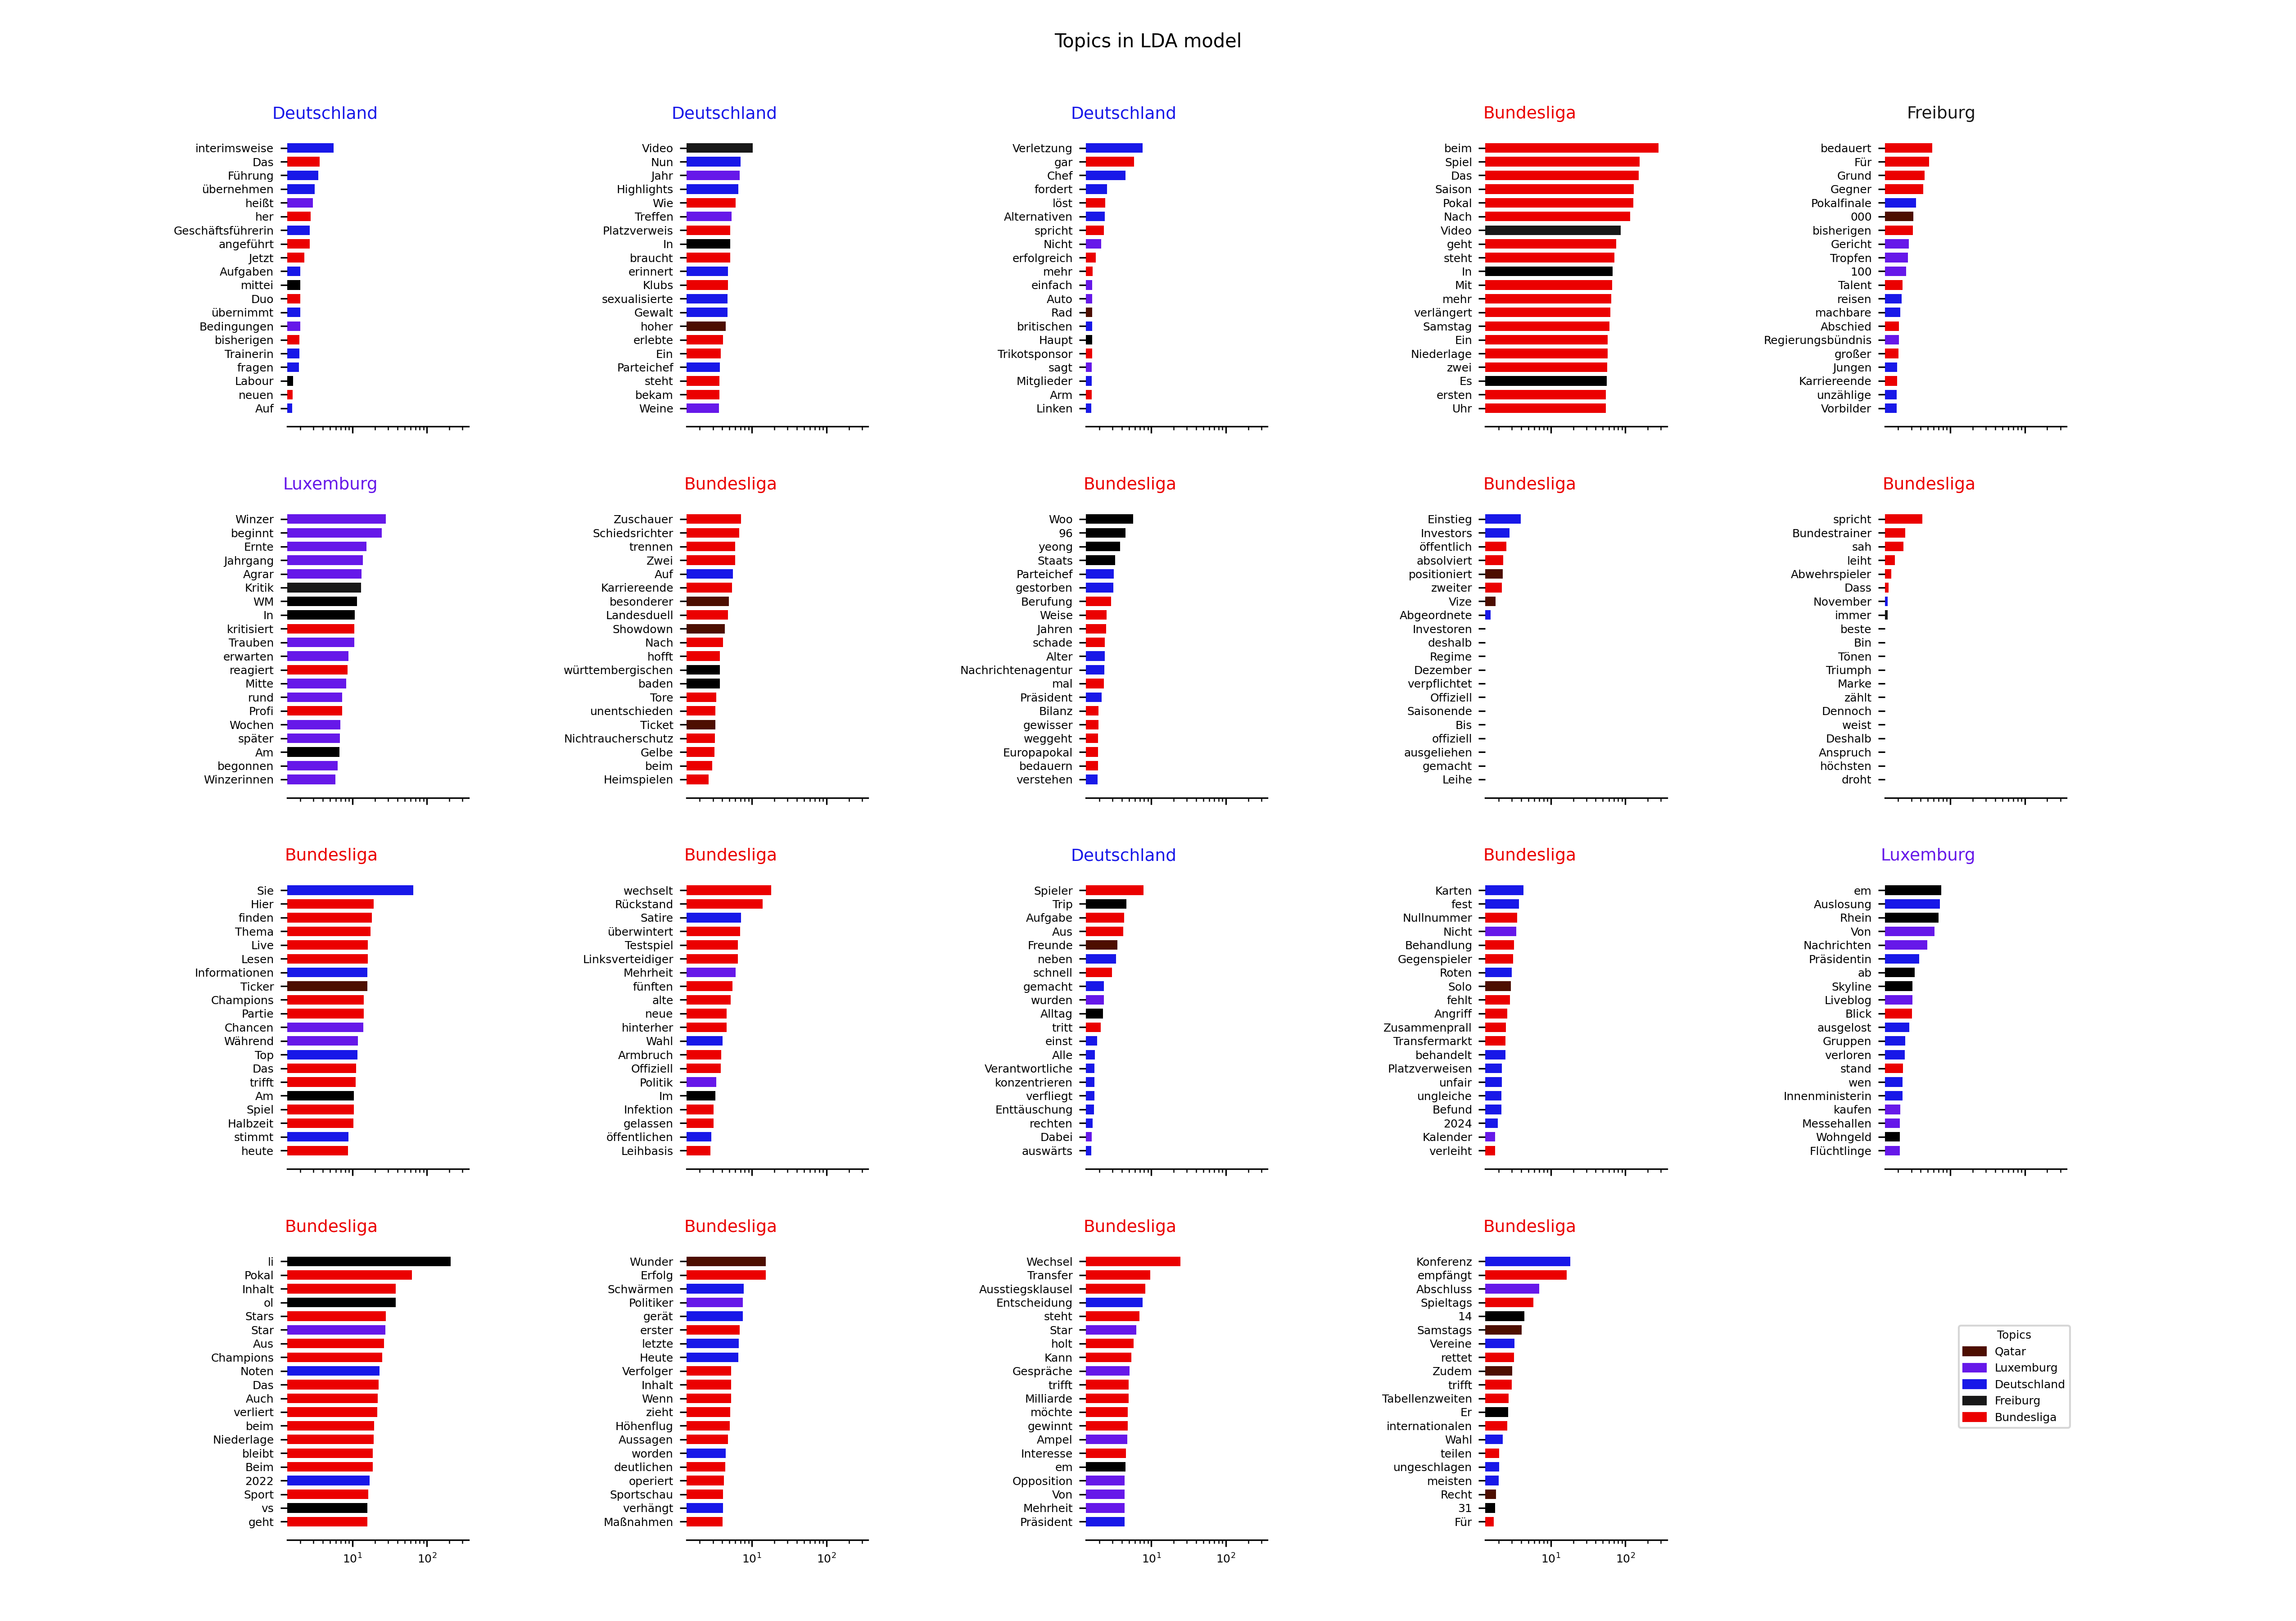 Topics in LDA model
Deutschland
interimsweise
Das
Führung
übernehmen
heißt
her
Geschäftsführerin
angeführt
Jetzt
Aufgaben
mittei
Duo
übernimmt
Bedingungen
bisherigen
Trainerin
fragen
Labour
neuen
Auf
Deutschland
Video
Nun
Jahr
Highlights
Wie
Treffen
Platzverweis
In
braucht
erinnert
Klubs
sexualisierte
Gewalt
hoher
erlebte
Ein
Parteichef
steht
bekam
Weine
Deutschland
Verletzung
gar
Chef
fordert
löst
Alternativen
spricht
Nicht
erfolgreich
mehr
einfach
Auto
Rad
britischen
Haupt
Trikotsponsor
sagt
Mitglieder
Arm
Linken
Bundesliga
beim
Spiel
Das
Saison
Pokal
Nach
Video
geht
steht
In
Mit
mehr
verlängert
Samstag
Ein
Niederlage
zwei
Es
ersten
Uhr
Freiburg
bedauert
Für
Grund
Gegner
Pokalfinale
000
bisherigen
Gericht
Tropfen
100
Talent
reisen
machbare
Abschied
Regierungsbündnis
großer
Jungen
Karriereende
unzählige
Vorbilder
Luxemburg
Winzer
beginnt
Ernte
Jahrgang
Agrar
Kritik
WM
In
kritisiert
Trauben
erwarten
reagiert
Mitte
rund
Profi
Wochen
später
Am
begonnen
Winzerinnen
Bundesliga
Zuschauer
Schiedsrichter
trennen
Zwei
Auf
Karriereende
besonderer
Landesduell
Showdown
Nach
hofft
württembergischen
baden
Tore
unentschieden
Ticket
Nichtraucherschutz
Gelbe
beim
Heimspielen
Bundesliga
Woo
96
yeong
Staats
Parteichef
gestorben
Berufung
Weise
Jahren
schade
Alter
Nachrichtenagentur
mal
Präsident
Bilanz
gewisser
weggeht
Europapokal
bedauern
verstehen
Bundesliga
Einstieg
Investors
öffentlich
absolviert
positioniert
zweiter
Vize
Abgeordnete
Investoren
deshalb
Regime
Dezember
verpflichtet
Offiziell
Saisonende
Bis
offiziell
ausgeliehen
gemacht
Leihe
Bundesliga
spricht
Bundestrainer
sah
leiht
Abwehrspieler
Dass
November
immer
beste
Bin
Tönen
Triumph
Marke
zählt
Dennoch
weist
Deshalb
Anspruch
höchsten
droht
Bundesliga
Sie
Hier
finden
Thema
Live
Lesen
Informationen
Ticker
Champions
Partie
Chancen
Während
Top
Das
trifft
Am
Spiel
Halbzeit
stimmt
heute
Bundesliga
wechselt
Rückstand
Satire
überwintert
Testspiel
Linksverteidiger
Mehrheit
fünften
alte
neue
hinterher
Wahl
Armbruch
Offiziell
Politik
Im
Infektion
gelassen
öffentlichen
Leihbasis
Deutschland
Spieler
Trip
Aufgabe
Aus
Freunde
neben
schnell
gemacht
wurden
Alltag
tritt
einst
Alle
Verantwortliche
konzentrieren
verfliegt
Enttäuschung
rechten
Dabei
auswärts
Bundesliga
Karten
fest
Nullnummer
Nicht
Behandlung
Gegenspieler
Roten
Solo
fehlt
Angriff
Zusammenprall
Transfermarkt
behandelt
Platzverweisen
unfair
ungleiche
Befund
2024
Kalender
verleiht
Luxemburg
em
Auslosung
Rhein
Von
Nachrichten
Präsidentin
ab
Skyline
Liveblog
Blick
ausgelost
Gruppen
verloren
stand
wen
Innenministerin
kaufen
Messehallen
Wohngeld
Flüchtlinge
Bundesliga
li
Pokal
Inhalt
ol
Stars
Star
Aus
Champions
Noten
Das
Auch
verliert
beim
Niederlage
bleibt
Beim
2022
Sport
vs
geht
10¹ 10²
Bundesliga
Wunder
Erfolg
Schwärmen
Politiker
gerät
erster
letzte
Heute
Verfolger
Inhalt
Wenn
zieht
Höhenflug
Aussagen
worden
deutlichen
operiert
Sportschau
verhängt
Maßnahmen
10¹ 10²
Bundesliga
Wechsel
Transfer
Ausstiegsklausel
Entscheidung
steht
Star
holt
Kann
Gespräche
trifft
Milliarde
möchte
gewinnt
Ampel
Interesse
em
Opposition
Von
Mehrheit
Präsident
10¹ 10²
Bundesliga
Konferenz
empfängt
Abschluss
Spieltags
14
Samstags
Vereine
rettet
Zudem
trifft
Tabellenzweiten
Er
internationalen
Wahl
teilen
ungeschlagen
meisten
Recht
31
Für
10¹ 10²
Topics
Qatar
Luxemburg
Deutschland
Freiburg
Bundesliga